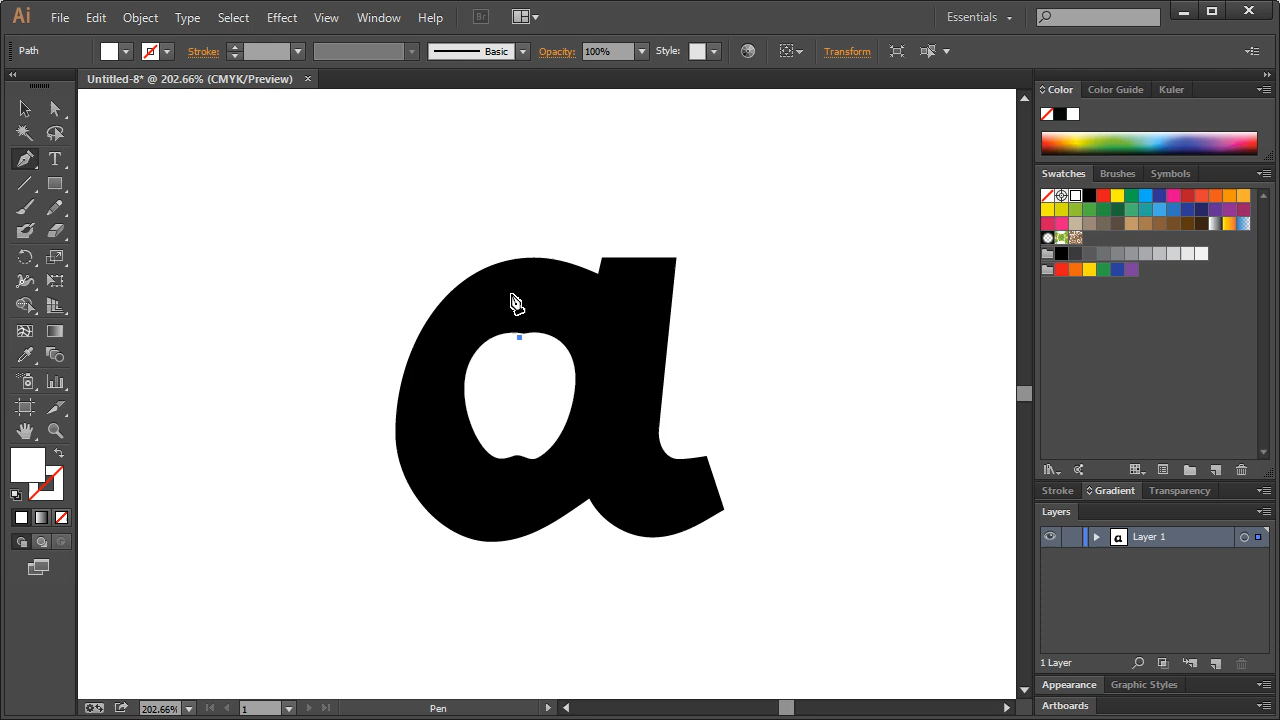 Ai File Edit Object Type Select Effect View Window Help Br Essentials
Path Stroke: Basic Opacity: 100% Style: Transform
Untitled-8* @ 202.66% (CMYK/Preview) ×
Color Color Guide Kuler
Swatches Brushes Symbols
T
a
Stroke Gradient Transparency
Layers
a Layer 1
1 Layer
Appearance Graphic Styles
Artboards
202.66% 1 Pen